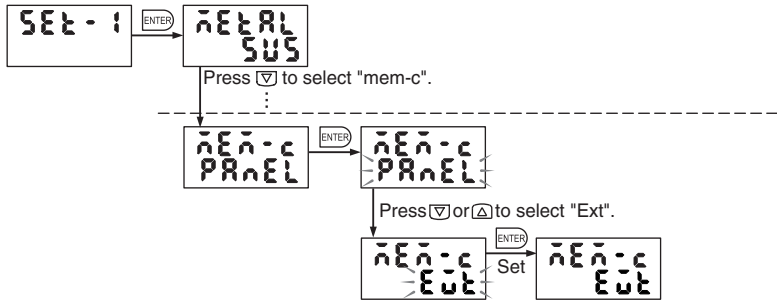 SEt - 1 ENTER mEtAL
SUS
Press ▽ to select "mem-c".
mEm - c ENTER mEm - c
PAnEL PAnEL
Press ▽ or △ to select "Ext".
mEm - c ENTER mEm - c
Ext Set Ext